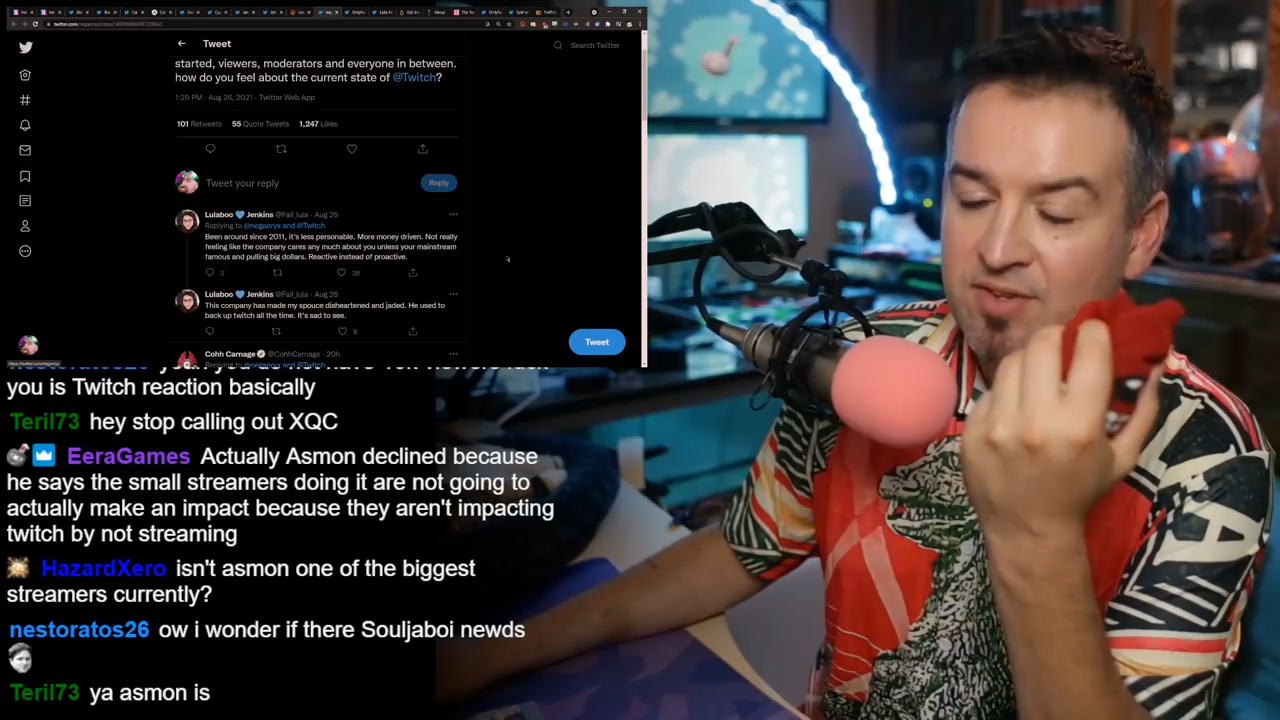 Tweet
Search Twitter
started, viewers, moderators and everyone in between.
how do you feel about the current state of @Twitch?
1:29 PM · Aug 26, 2021 · Twitter Web App
101 Retweets 55 Quote Tweets 1,247 Likes
Tweet your reply
Reply
Lulaboo 💙 Jenkins @Fail_lula · Aug 26
Replying to @negaoryx and @Twitch
Been around since 2011, it's less personable. More money driven. Not really
feeling like the company cares any much about you unless your mainstream
famous and pulling big dollars. Reactive instead of proactive.
2 28
Lulaboo 💙 Jenkins @Fail_lula · Aug 26
This company has made my spouce disheartened and jaded. He used to
back up twitch all the time. It's sad to see.
8
Tweet
Cohh Carnage @CohhCarnage · 20h
Replying to @negaoryx and @Twitch
you is Twitch reaction basically
Teril73 hey stop calling out XQC
EeraGames Actually Asmon declined because
he says the small streamers doing it are not going to
actually make an impact because they aren't impacting
twitch by not streaming
HazardXero isn't asmon one of the biggest
streamers currently?
nestoratos26 ow i wonder if there Souljaboi newds
Teril73 ya asmon is